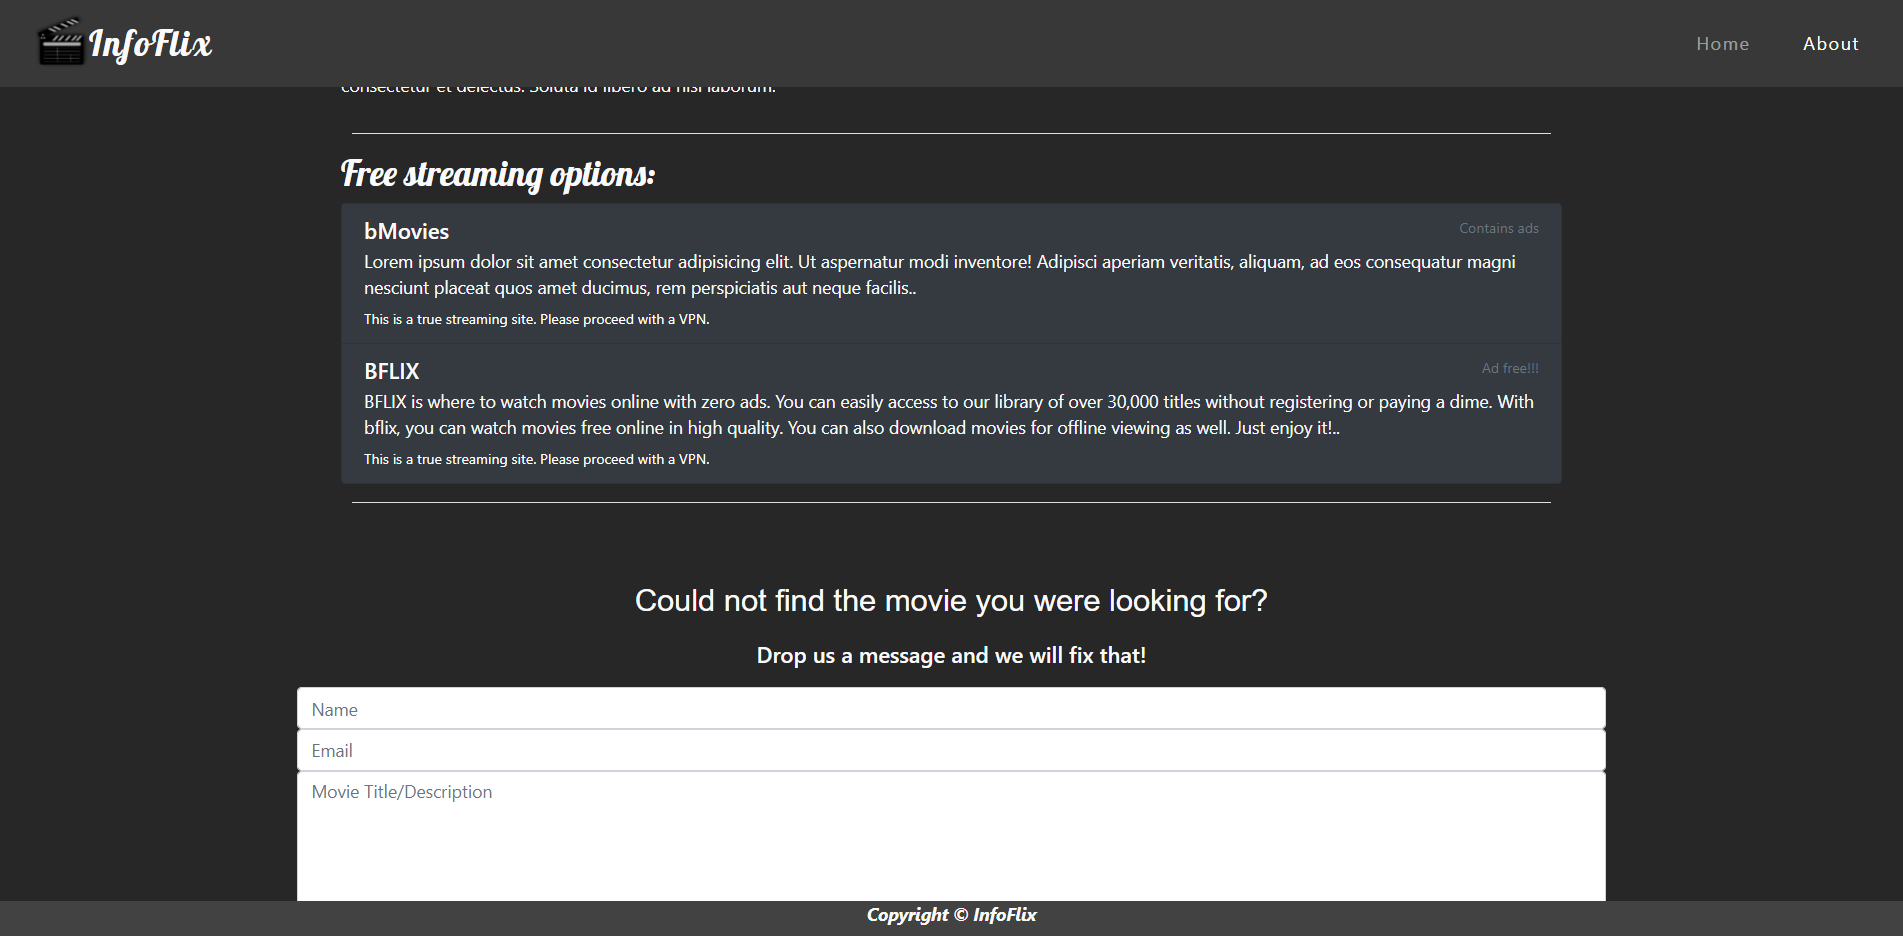 InfoFlix
Home
About
consectetur et delectus. Soluta id libero ad nisi laborum.
Free streaming options:
bMovies
Contains ads
Lorem ipsum dolor sit amet consectetur adipisicing elit. Ut aspernatur modi inventore! Adipisci aperiam veritatis, aliquam, ad eos consequatur magni
nesciunt placeat quos amet ducimus, rem perspiciatis aut neque facilis..
This is a true streaming site. Please proceed with a VPN.
BFLIX
Ad free!!!
BFLIX is where to watch movies online with zero ads. You can easily access to our library of over 30,000 titles without registering or paying a dime. With
bflix, you can watch movies free online in high quality. You can also download movies for offline viewing as well. Just enjoy it!..
This is a true streaming site. Please proceed with a VPN.
Could not find the movie you were looking for?
Drop us a message and we will fix that!
Name
Email
Movie Title/Description
Copyright © InfoFlix